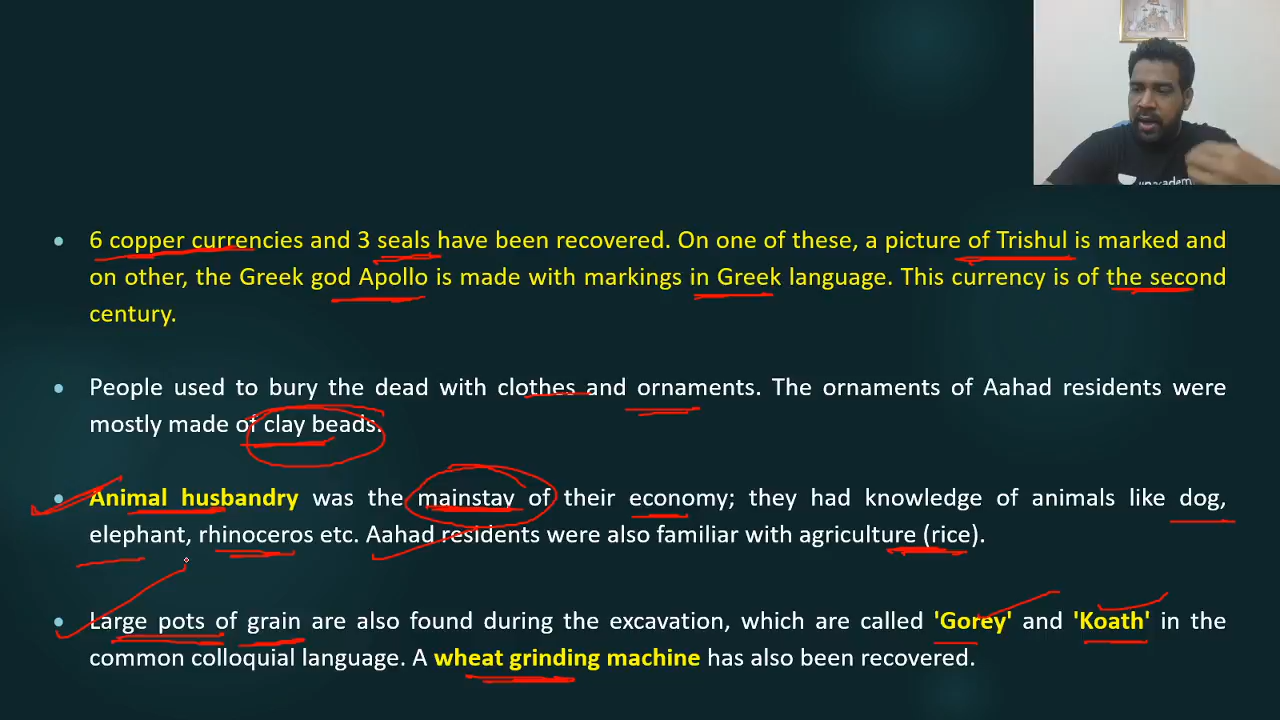 6 copper currencies and 3 seals have been recovered. On one of these, a picture of Trishul is marked and
on other, the Greek god Apollo is made with markings in Greek language. This currency is of the second
century.
People used to bury the dead with clothes and ornaments. The ornaments of Aahad residents were
mostly made of clay beads.
Animal husbandry was the mainstay of their economy; they had knowledge of animals like dog,
elephant, rhinoceros etc. Aahad residents were also familiar with agriculture (rice).
Large pots of grain are also found during the excavation, which are called 'Gorey' and 'Koath' in the
common colloquial language. A wheat grinding machine has also been recovered.